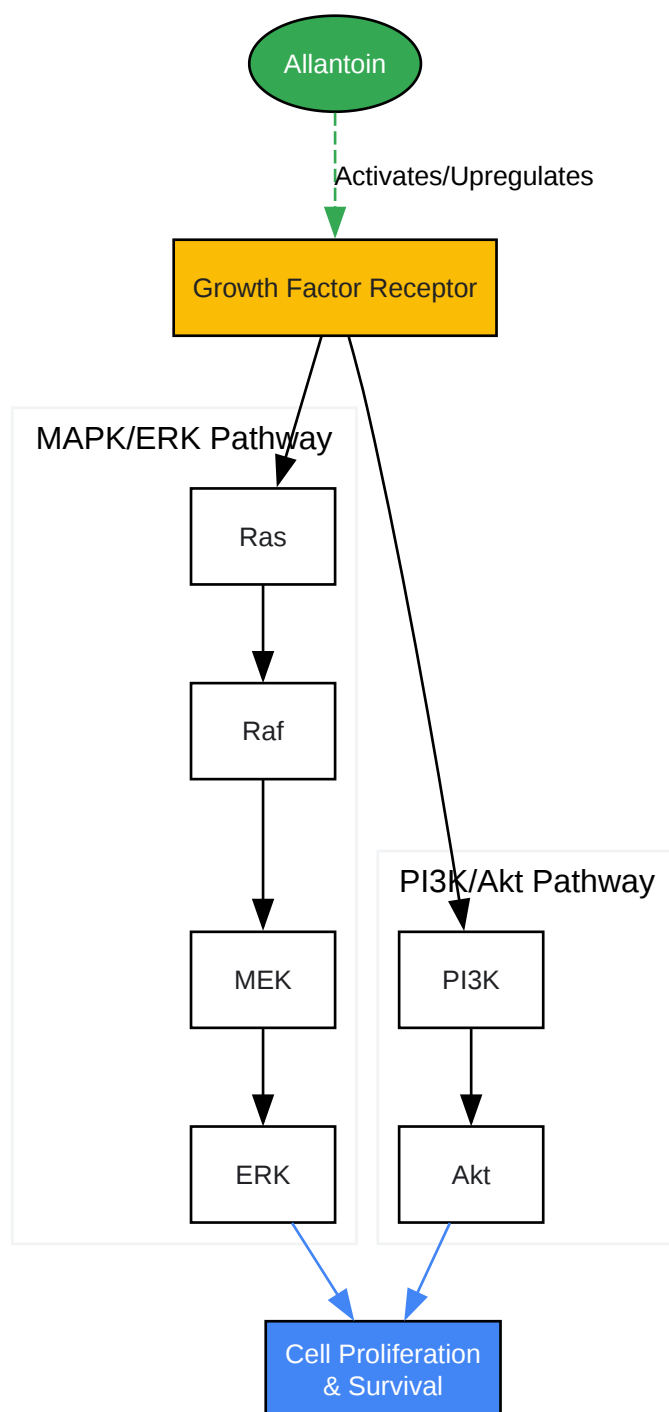 Allantoin
Activates/Upregulates
Growth Factor Receptor
MAPK/ERK Pathway
Ras
Raf
PI3K/Akt Pathway
MEK
PI3K
ERK
Akt
Cell Proliferation
& Survival